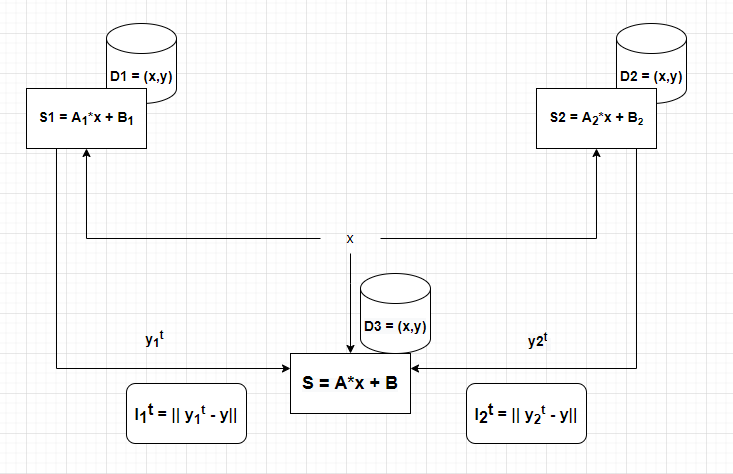 D1 = (x,y)
D2 = (x,y)
S1 = A₁*x + B₁
S2 = A₂*x + B₂
x
D3 = (x,y)
y₁ᵗ
y2ᵗ
S = A*x + B
l₁ᵗ = || y₁ᵗ - y||
l₂ᵗ = || y₂ᵗ - y||